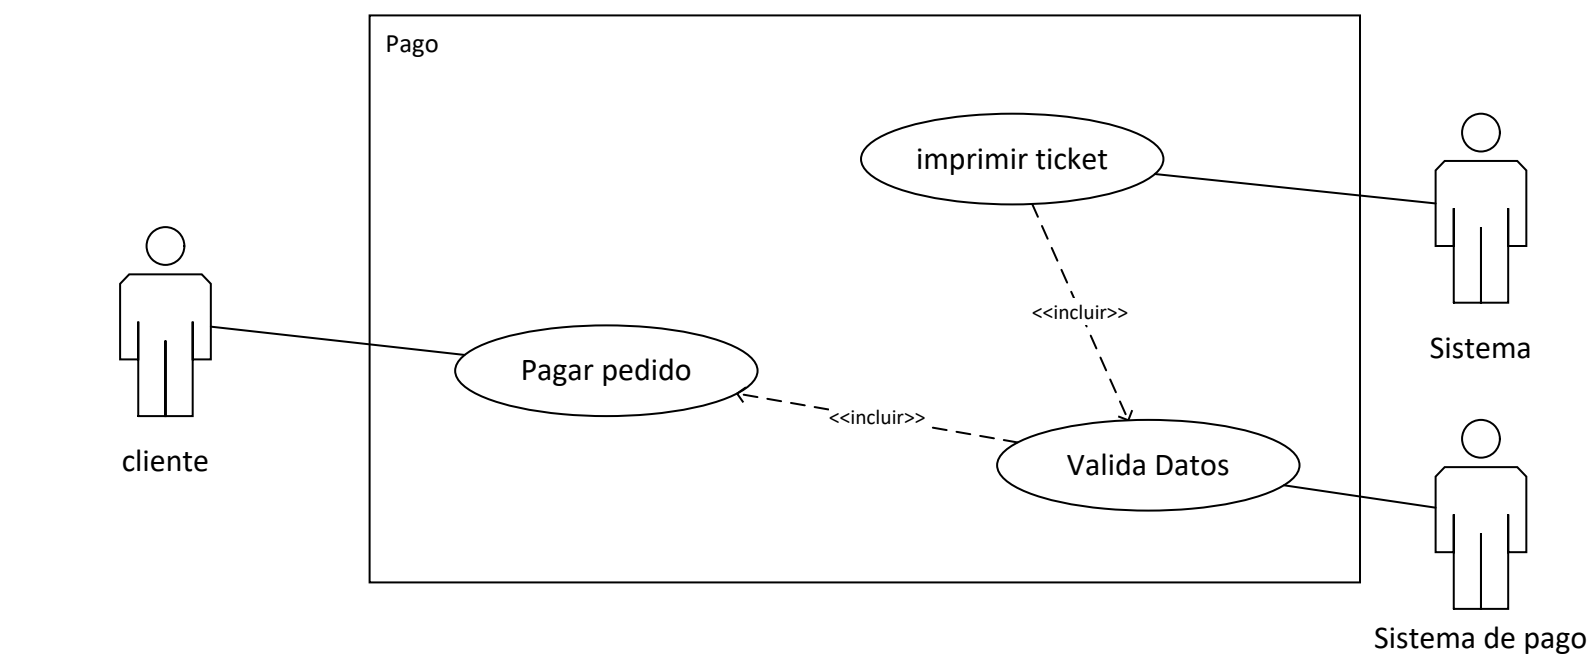 Pago
imprimir ticket
<<incluir>>
Sistema
Pagar pedido
<<incluir>>
cliente
Valida Datos
Sistema de pago